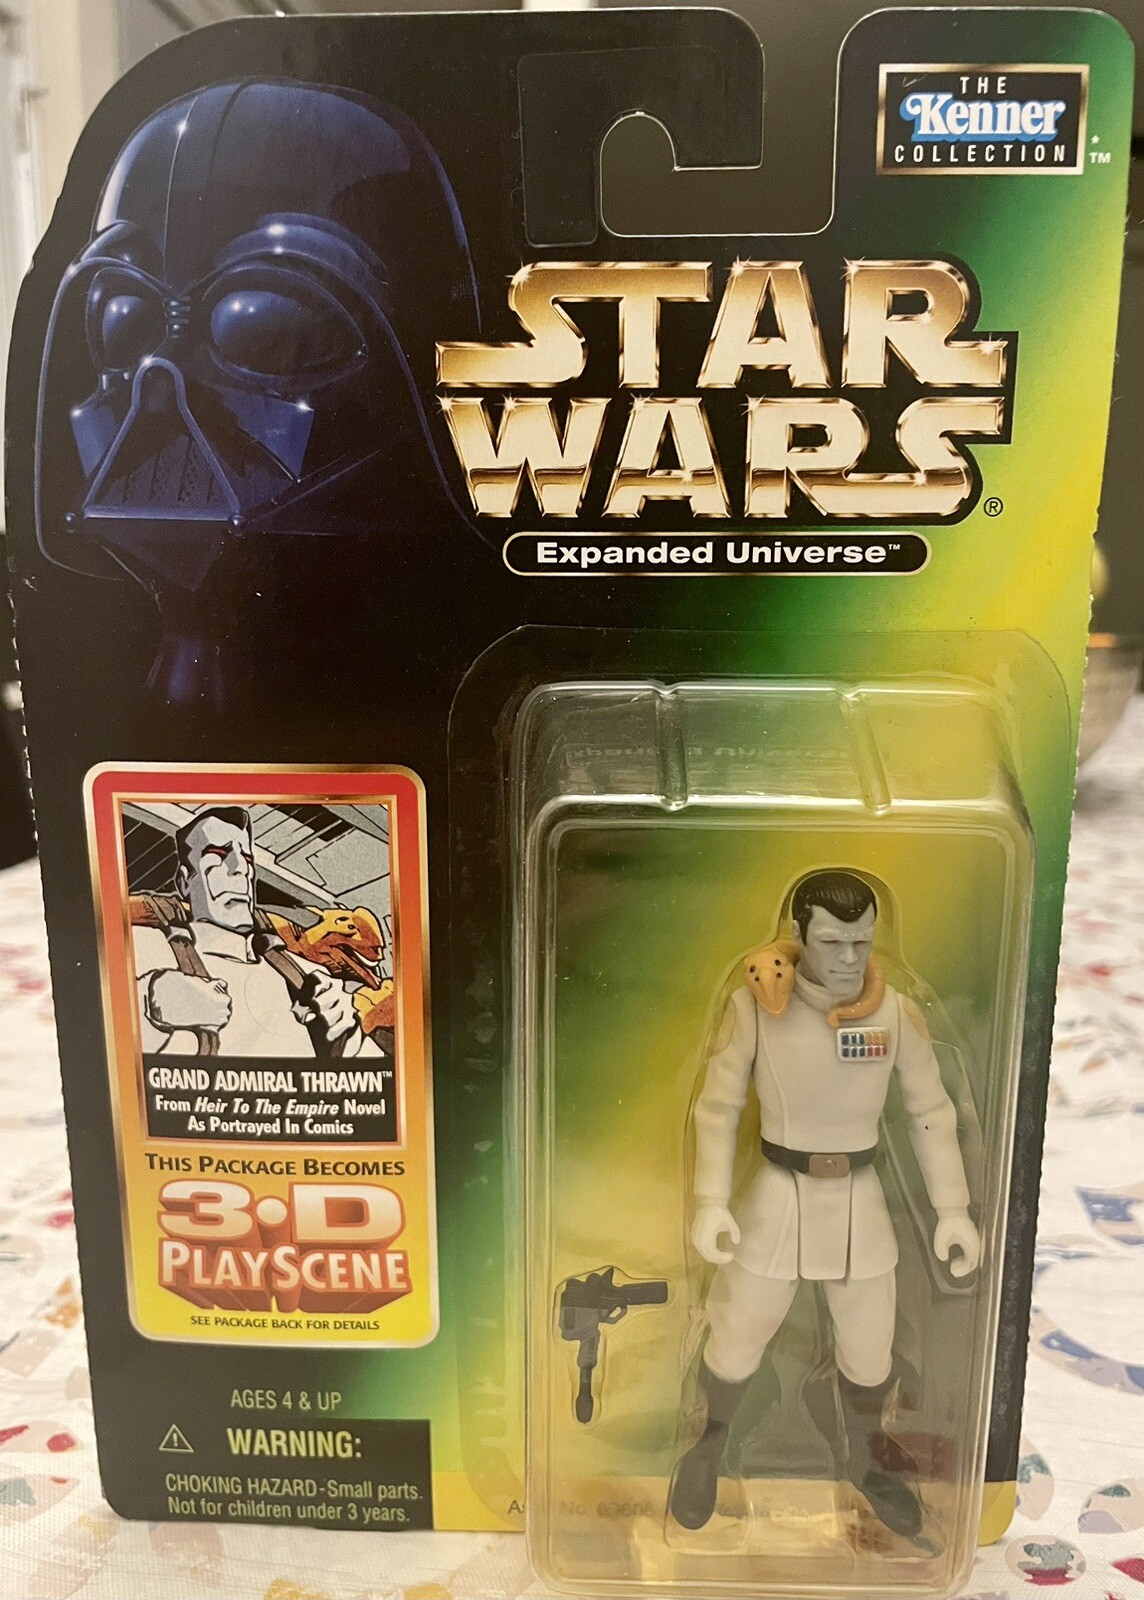 THE
Kenner
COLLECTION
* ™
STAR
WARS
®
Expanded Universe™
GRAND ADMIRAL THRAWN™
From Heir To The Empire Novel
As Portrayed In Comics
THIS PACKAGE BECOMES
3•D
PLAYSCENE
SEE PACKAGE BACK FOR DETAILS
AGES 4 & UP
WARNING:
CHOKING HAZARD-Small parts.
Not for children under 3 years.